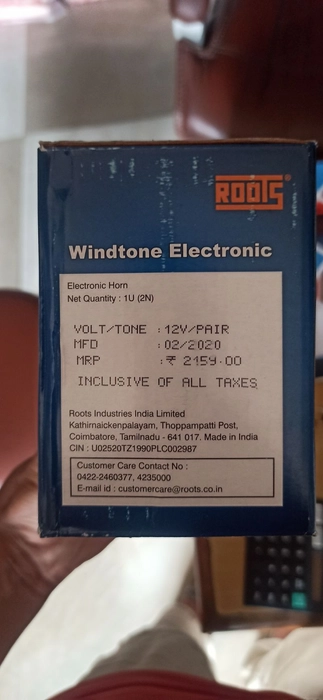 ROOTS®
Windtone Electronic
Electronic Horn
Net Quantity : 1U (2N)
VOLT/TONE : 12V/PAIR
MFD : 02/2020
MRP : ₹ 2159.00
INCLUSIVE OF ALL TAXES
Roots Industries India Limited
Kathirnaickenpalayam, Thoppampatti Post,
Coimbatore, Tamilnadu - 641 017. Made in India
CIN : U02520TZ1990PLC002987
Customer Care Contact No :
0422-2460377, 4235000
E-mail id : customercare@roots.co.in